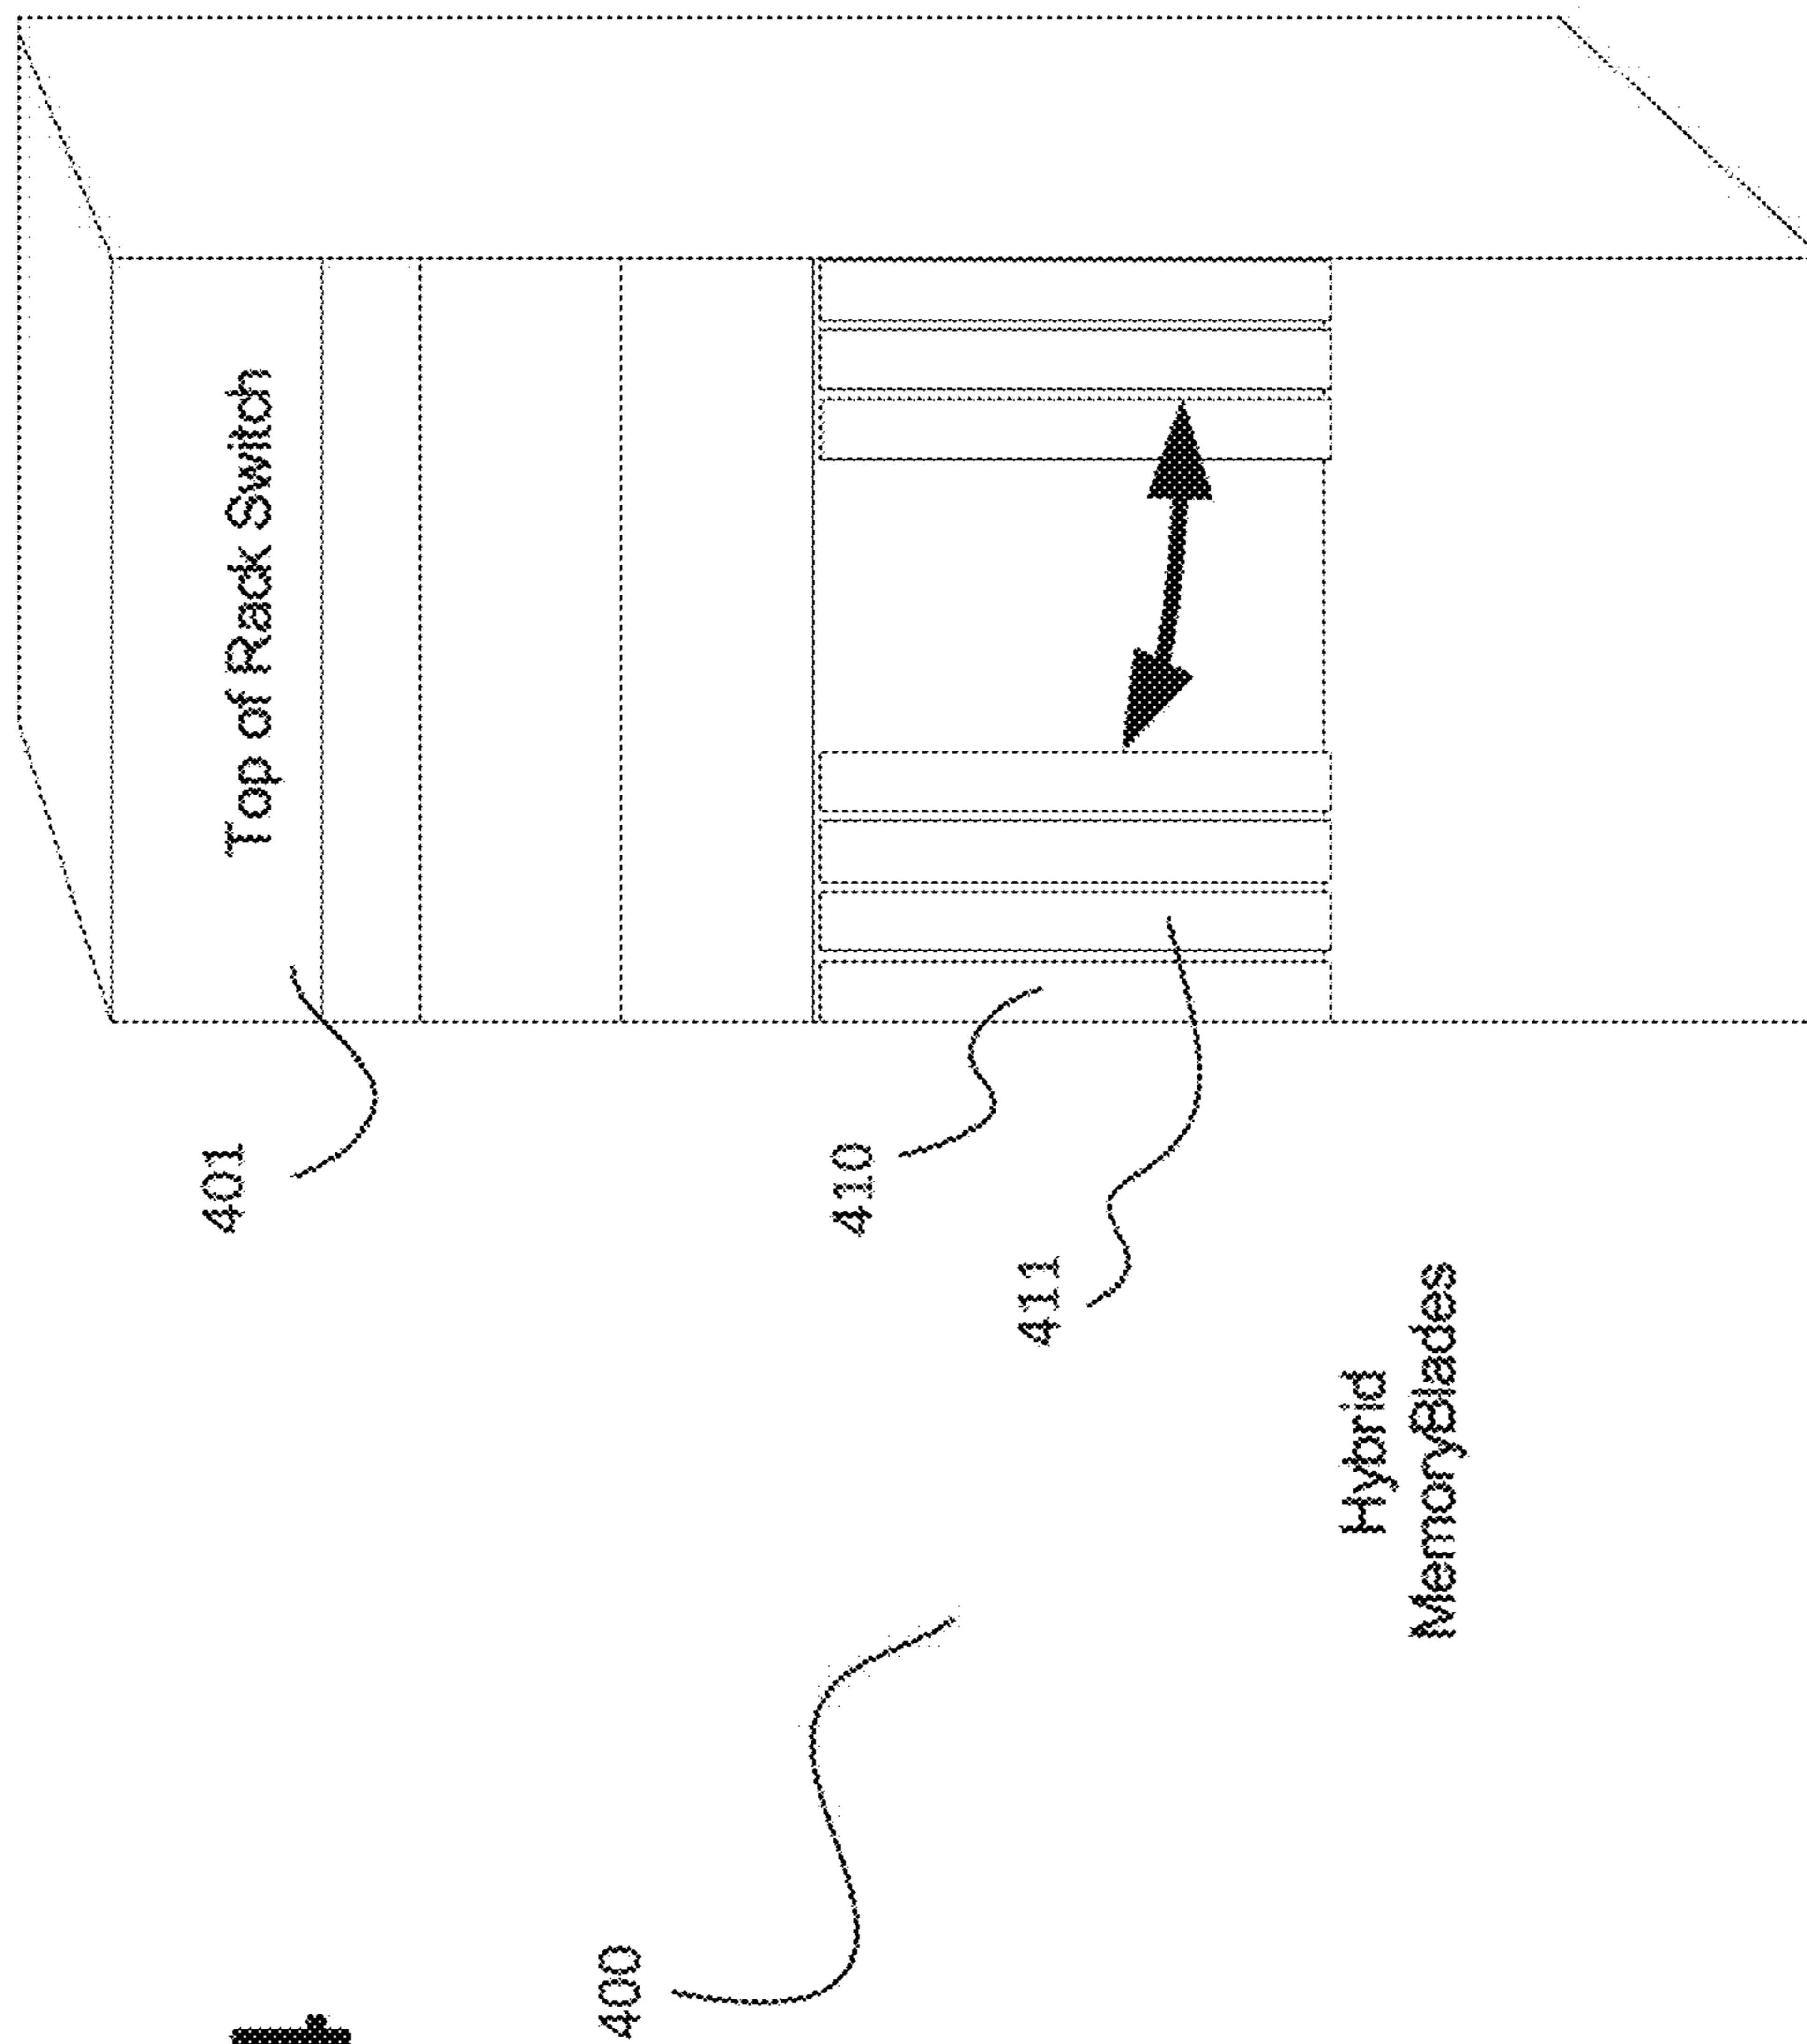 401
Top of Rack Switch
400
410
411
Hybrid
MemoryBlades